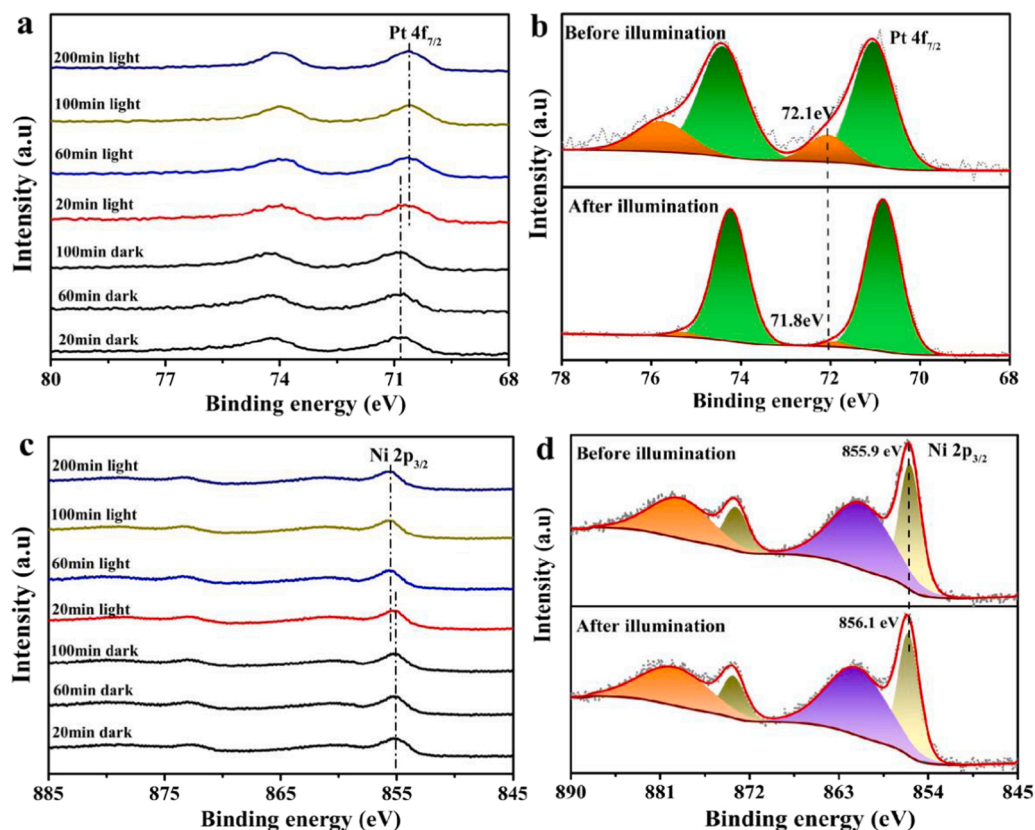 a
Pt 4f7/2
200min light
100min light
60min light
20min light
100min dark
60min dark
20min dark
Intensity (a.u)
80 77 74 71 68
Binding energy (eV)
b
Before illumination
Pt 4f7/2
72.1eV
After illumination
71.8eV
Intensity (a.u)
78 76 74 72 70 68
Binding energy (eV)
c
Ni 2p3/2
200min light
100min light
60min light
20min light
100min dark
60min dark
20min dark
Intensity (a.u)
885 875 865 855 845
Binding energy (eV)
d
Before illumination
855.9 eV
Ni 2p3/2
After illumination
856.1 eV
Intensity (a.u)
890 881 872 863 854 845
Binding energy (eV)